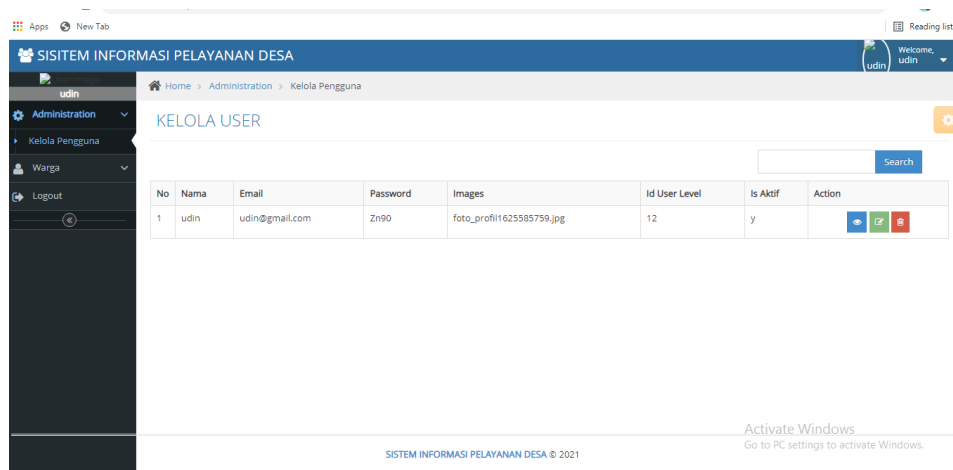 Apps New Tab Reading list
SISITEM INFORMASI PELAYANAN DESA
udin
Welcome,
udin
udin
Home > Administration > Kelola Pengguna
Administration
Kelola Pengguna
Warga
Logout
KELOLA USER
Search
No Nama Email Password Images Id User Level Is Aktif Action
1 udin udin@gmail.com Zn90 foto_profil1625585759.jpg 12 y
Activate Windows
Go to PC settings to activate Windows.
SISTEM INFORMASI PELAYANAN DESA © 2021